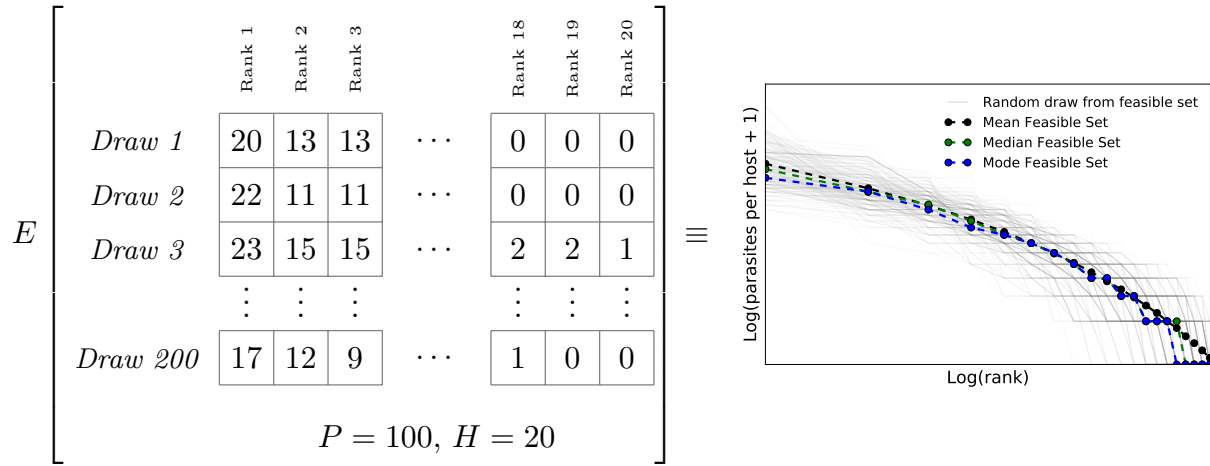 Rank 1
Rank 2
Rank 3
Rank 18
Rank 19
Rank 20
Draw 1 20 13 13 ⋯ 0 0 0
Draw 2 22 11 11 0 0 0
E
Draw 3 23 15 15 ⋯ 2 2 1
⋮ ⋮ ⋮ ⋮ ⋮ ⋮
Draw 200 17 12 9 ⋯ 1 0 0
P = 100, H = 20
≡
Log(parasites per host + 1)
Random draw from feasible set
Mean Feasible Set
Median Feasible Set
Mode Feasible Set
Log(rank)